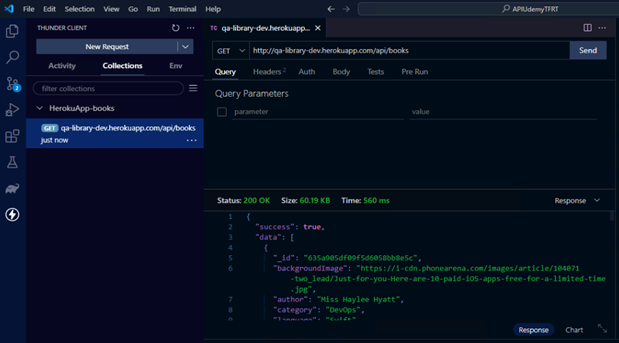 File Edit Selection View Go Run Terminal Help APIUdemyTFRT
THUNDER CLIENT
New Request
Activity Collections Env
filter collections
HerokuApp-books
GET qa-library-dev.herokuapp.com/api/books
just now
2
TC qa-library-dev.herokuapp...
GET http://qa-library-dev.herokuapp.com/api/books Send
Query Headers 2 Auth Body Tests Pre Run
Query Parameters
parameter value
Status: 200 OK Size: 60.19 KB Time: 560 ms Response
1 {
2 "success": true,
3 "data": [
4 {
5 "_id": "635a905df09f5d6058bb8e5c",
6 "backgroundImage": "https://i-cdn.phonearena.com/images/article/104071
-two_lead/Just-for-you-Here-are-10-paid-iOS-apps-free-for-a-limited-time
.jpg",
7 "author": "Miss Haylee Hyatt",
8 "category": "DevOps",
9 "language": "Swift",
Response Chart